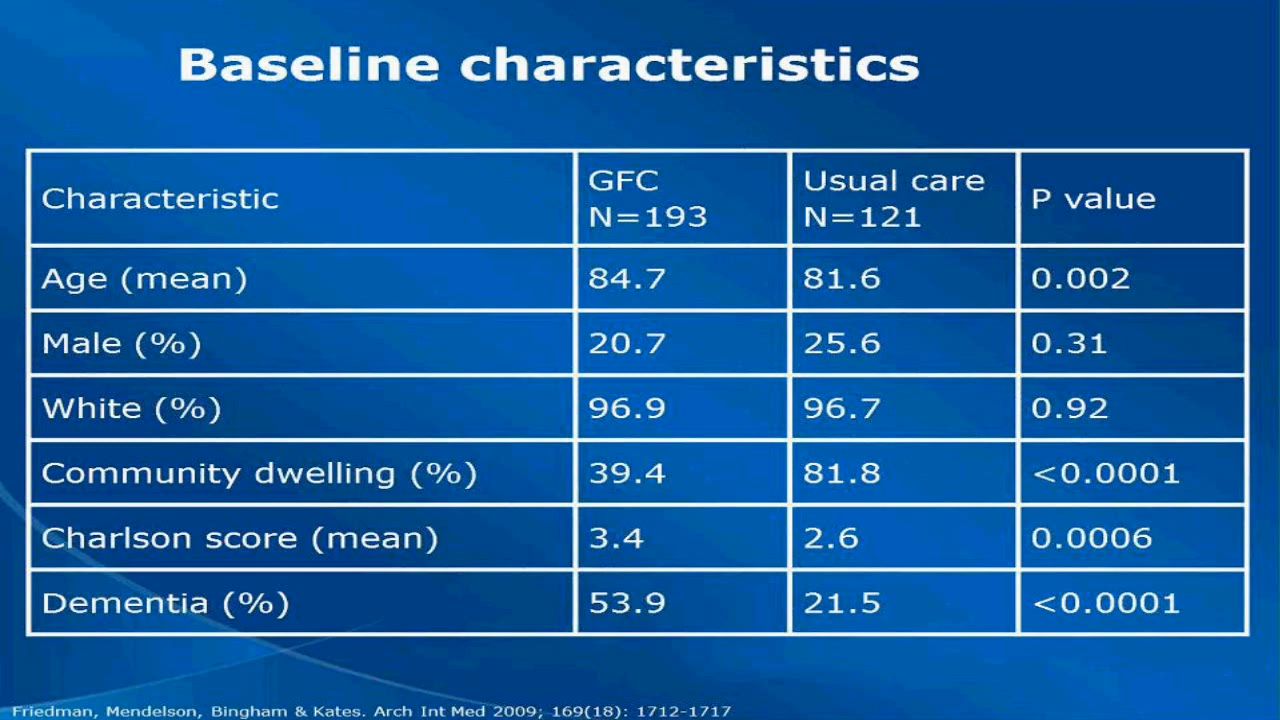 Baseline characteristics
Characteristic
GFC
N=193
Usual care
N=121
P value
Age (mean) 84.7 81.6 0.002
Male (%) 20.7 25.6 0.31
White (%) 96.9 96.7 0.92
Community dwelling (%) 39.4 81.8 <0.0001
Charlson score (mean) 3.4 2.6 0.0006
Dementia (%) 53.9 21.5 <0.0001
Friedman, Mendelson, Bingham & Kates. Arch Int Med 2009; 169(18): 1712-1717